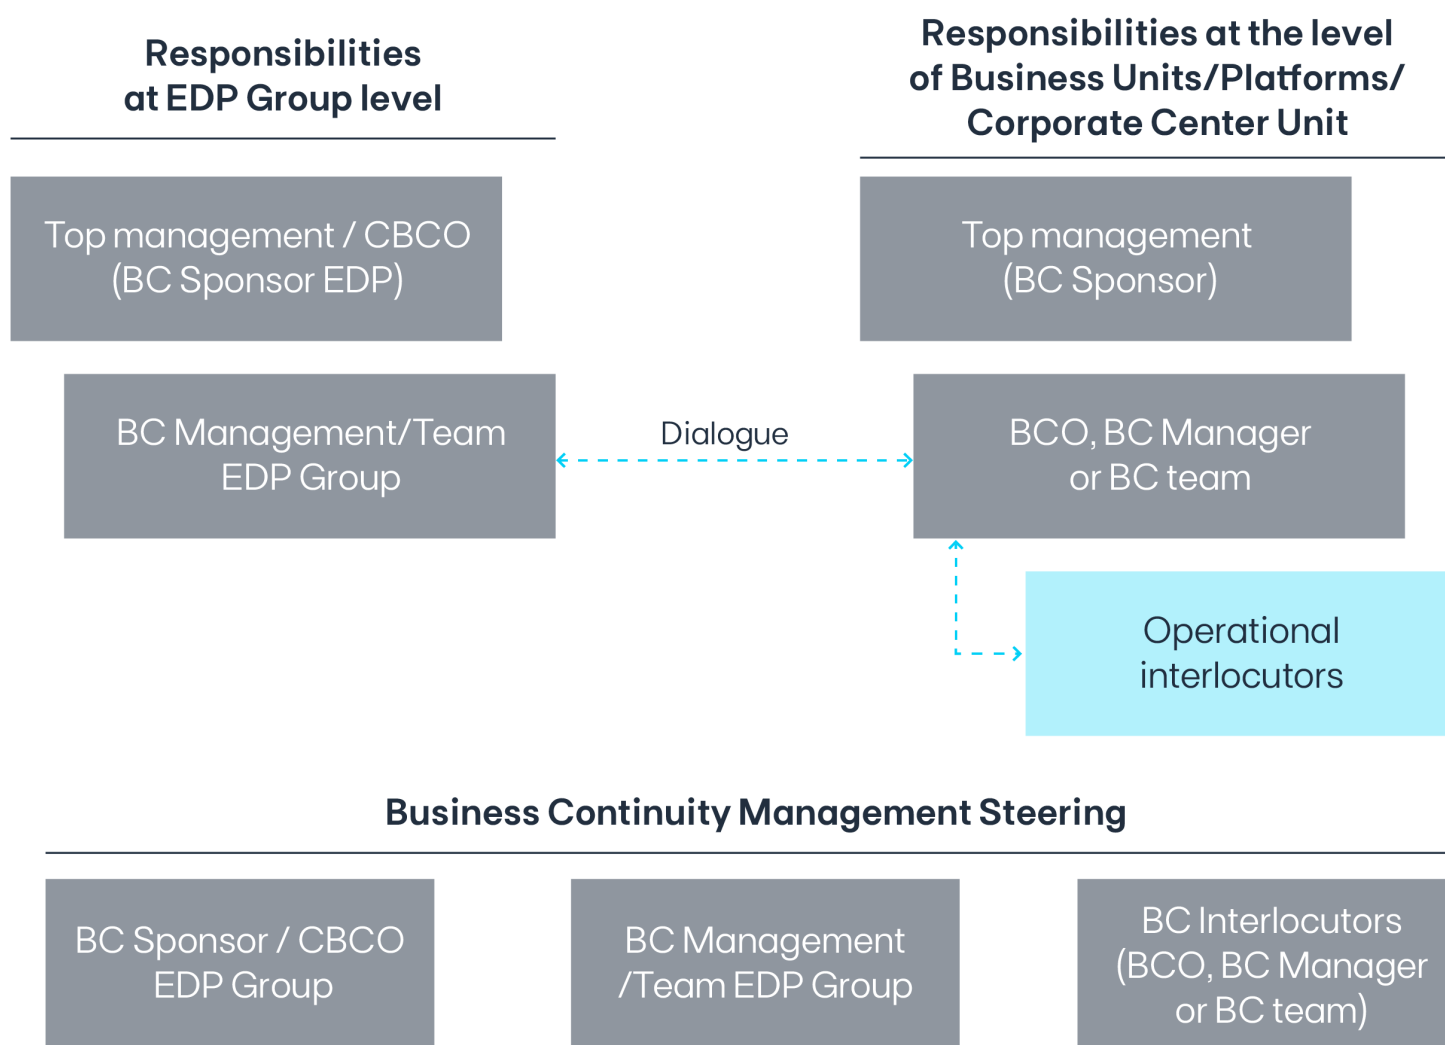 Responsibilities
at EDP Group level
Responsibilities at the level
of Business Units/Platforms/
Corporate Center Unit
Top management / CBCO
(BC Sponsor EDP)
Top management
(BC Sponsor)
BC Management/Team
EDP Group
Dialogue
BCO, BC Manager
or BC team
Operational
interlocutors
Business Continuity Management Steering
BC Sponsor / CBCO
EDP Group
BC Management
/Team EDP Group
BC Interlocutors
(BCO, BC Manager
or BC team)